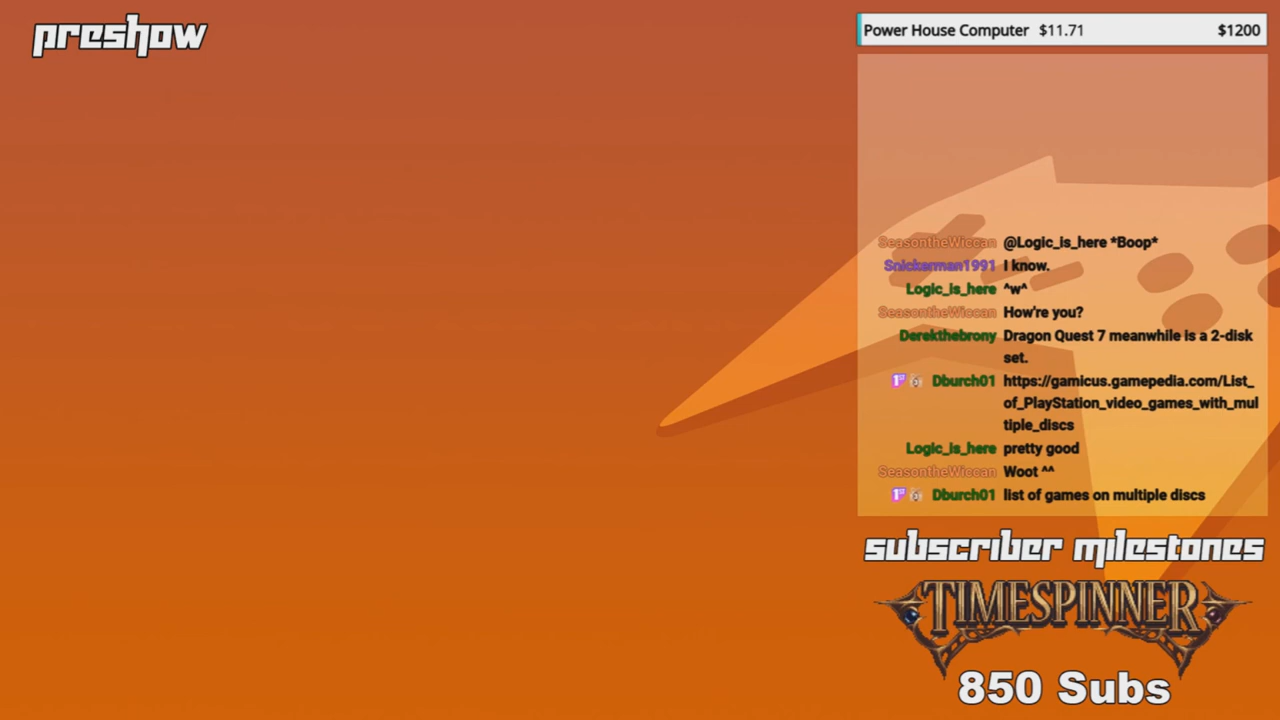 preshow
Power House Computer $11.71 $1200
SeasontheWiccan @Logic_is_here *Boop*
Snickerman1991 I know.
Logic_is_here ^w^
SeasontheWiccan How're you?
Derekthebrony Dragon Quest 7 meanwhile is a 2-disk
set.
Dburch01 https://gamicus.gamepedia.com/List_
of_PlayStation_video_games_with_mul
tiple_discs
Logic_is_here pretty good
SeasontheWiccan Woot ^^
Dburch01 list of games on multiple discs
subscriber milestones
TIMESPINNER
850 Subs